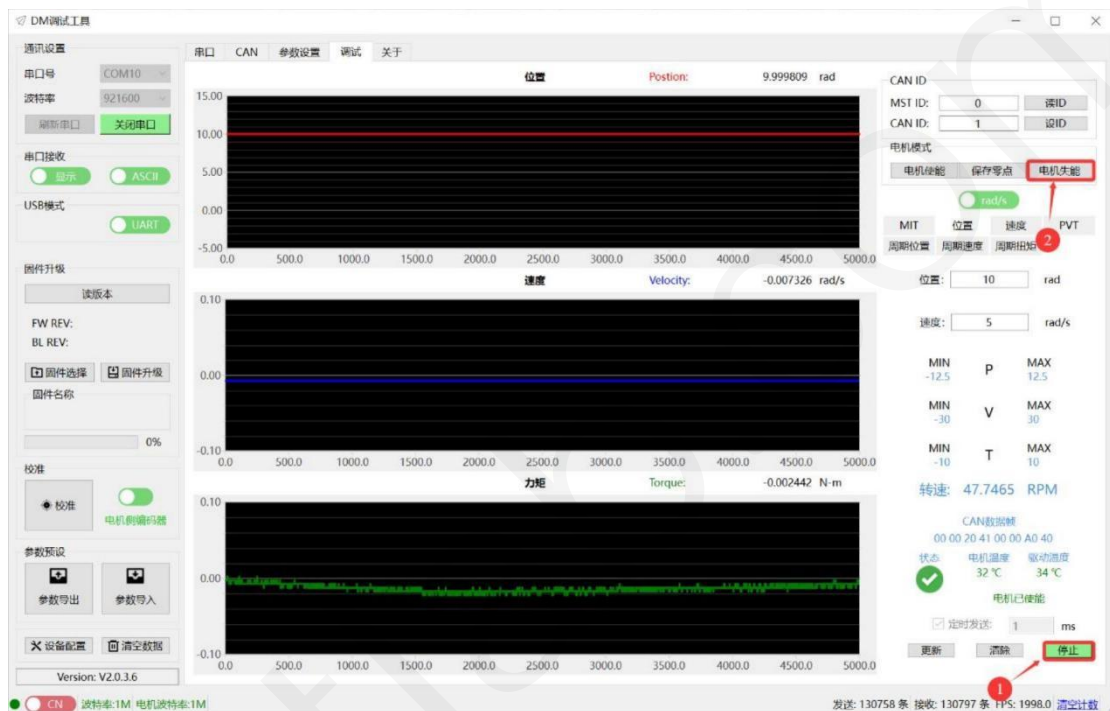 DM调试工具
通讯设置
串口号 COM10
波特率 921600
刷新串口 关闭串口
串口接收
显示 ASCII
USB模式
UART
固件升级
读版本
FW REV:
BL REV:
固件选择 固件升级
固件名称
0%
校准
校准
电机侧编码器
参数预设
参数导出 参数导入
设备配置 清空数据
Version: V2.0.3.6
串口 CAN 参数设置 调试 关于
位置 Postion: 9.999809 rad
15.00
10.00
5.00
0.00
-5.00
0.0 500.0 1000.0 1500.0 2000.0 2500.0 3000.0 3500.0 4000.0 4500.0 5000.0
速度 Velocity: -0.007326 rad/s
0.10
0.00
-0.10
0.0 500.0 1000.0 1500.0 2000.0 2500.0 3000.0 3500.0 4000.0 4500.0 5000.0
力矩 Torque: -0.002442 N-m
0.10
0.00
-0.10
0.0 500.0 1000.0 1500.0 2000.0 2500.0 3000.0 3500.0 4000.0 4500.0 5000.0
CAN ID
MST ID: 0 读ID
CAN ID: 1 设ID
电机模式
电机使能 保存零点 电机失能
rad/s
MIT 位置 速度 PVT
周期位置 周期速度 周期扭矩
2
位置: 10 rad
速度: 5 rad/s
MIN P MAX
-12.5 12.5
MIN V MAX
-30 30
MIN T MAX
-10 10
转速: 47.7465 RPM
CAN数据帧
00 00 20 41 00 00 A0 40
状态 电机温度 驱动温度
32 ℃ 34 ℃
电机已使能
定时发送: 1 ms
更新 清除 停止
1
CN 波特率:1M 电机波特率:1M
发送: 130758 条 接收: 130797 条 FPS: 1998.0 清空计数